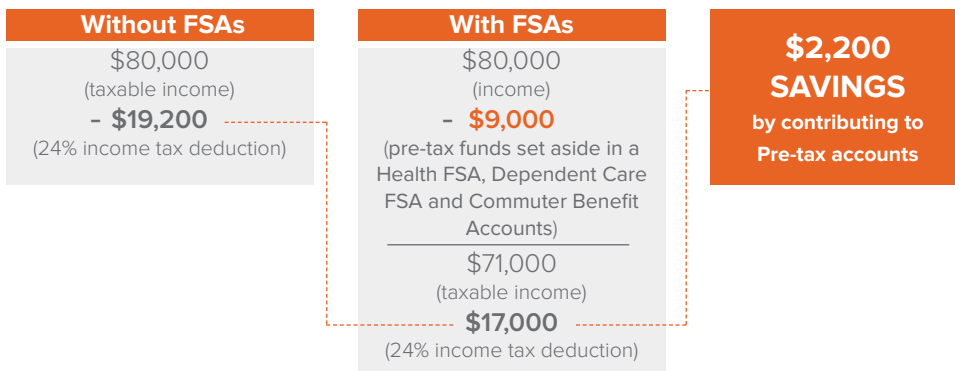 Without FSAs
$80,000
(taxable income)
- $19,200
(24% income tax deduction)
With FSAs
$80,000
(income)
- $9,000
(pre-tax funds set aside in a
Health FSA, Dependent Care
FSA and Commuter Benefit
Accounts)
$71,000
(taxable income)
$17,000
(24% income tax deduction)
$2,200
SAVINGS
by contributing to
Pre-tax accounts